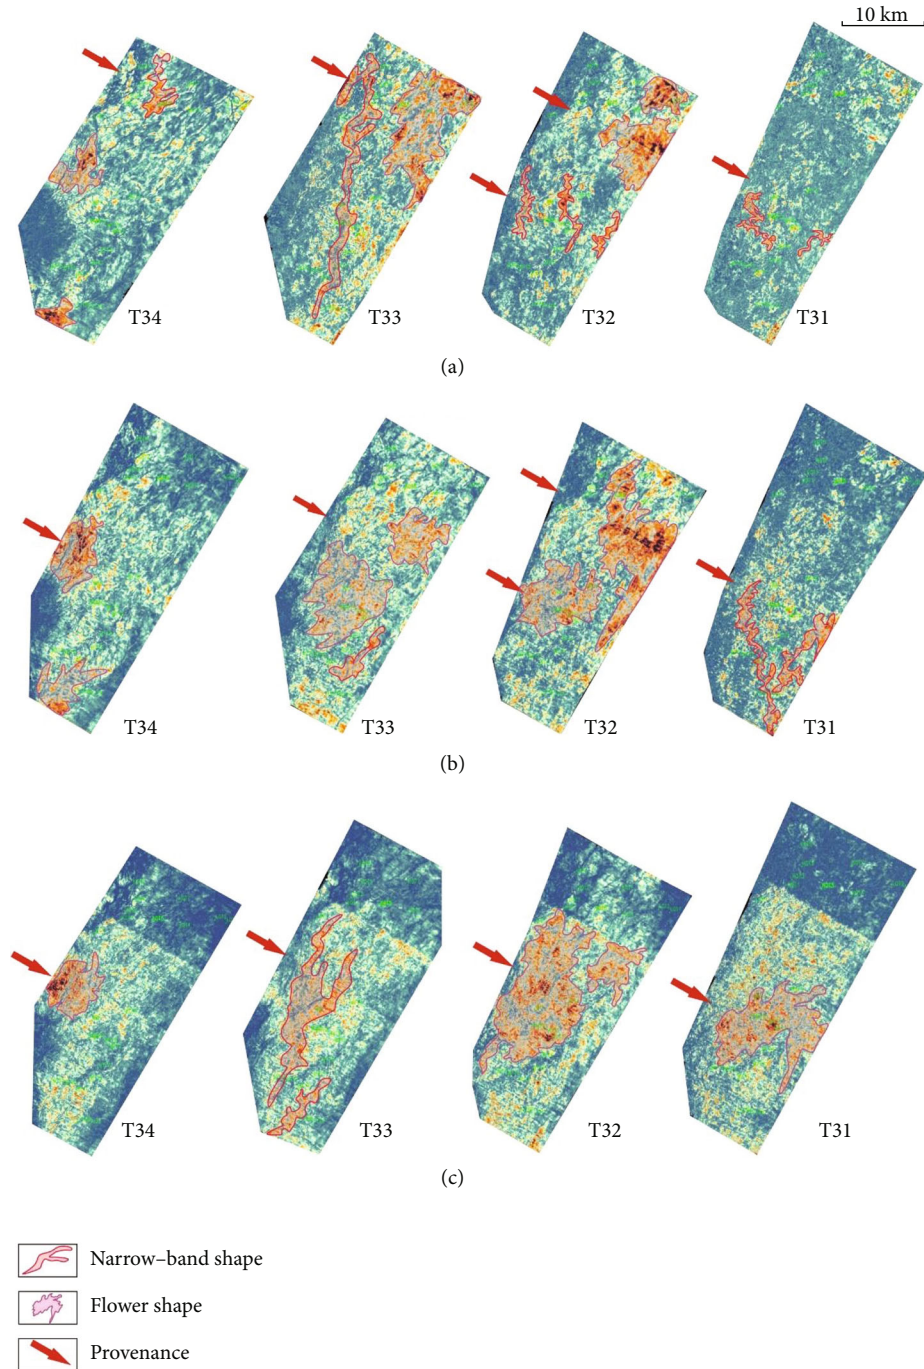 (a)
10 km
T34
T33
T32
T31
(a)
(b)
T34
T33
T32
T31
(b)
(c)
T34
T33
T32
T31
(c)
Narrow–band shape
Flower shape
Provenance